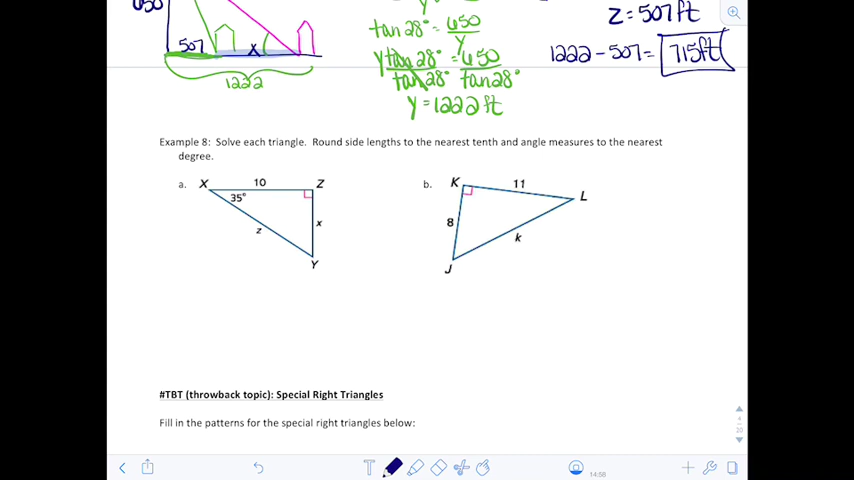 650
507
x
1222
y
tan 28° = 650
y
y tan 28° = 650
tan 28° tan 28°
y = 1222 ft
z = 507 ft
1222 - 507 = 715 ft
Example 8: Solve each triangle. Round side lengths to the nearest tenth and angle measures to the nearest
degree.
a. X 10 Z
35°
z
x
Y
b. K 11 L
8
k
J
#TBT (throwback topic): Special Right Triangles
Fill in the patterns for the special right triangles below:
T
14:58